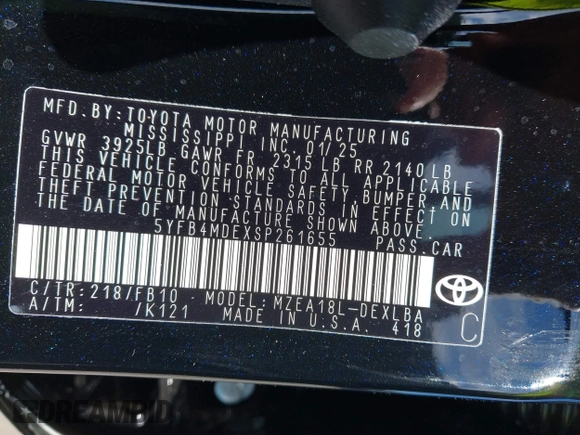 MFD.BY:TOYOTA MOTOR MANUFACTURING
MISSISSIPPI, INC. 01/25
GVWR 3925LB GAWR FR 2315 LB RR 2140 LB
THIS VEHICLE CONFORMS TO ALL APPLICABLE
FEDERAL MOTOR VEHICLE SAFETY, BUMPER, AND
THEFT PREVENTION STANDARDS IN EFFECT ON
THE DATE OF MANUFACTURE SHOWN ABOVE.
5YFB4MDEXSP261655 PASS.CAR
C/TR:218/FB10 MODEL:MZEA18L-DEXLBA
A/TM: /K121 MADE IN U.S.A. 418
C
DREAMBID